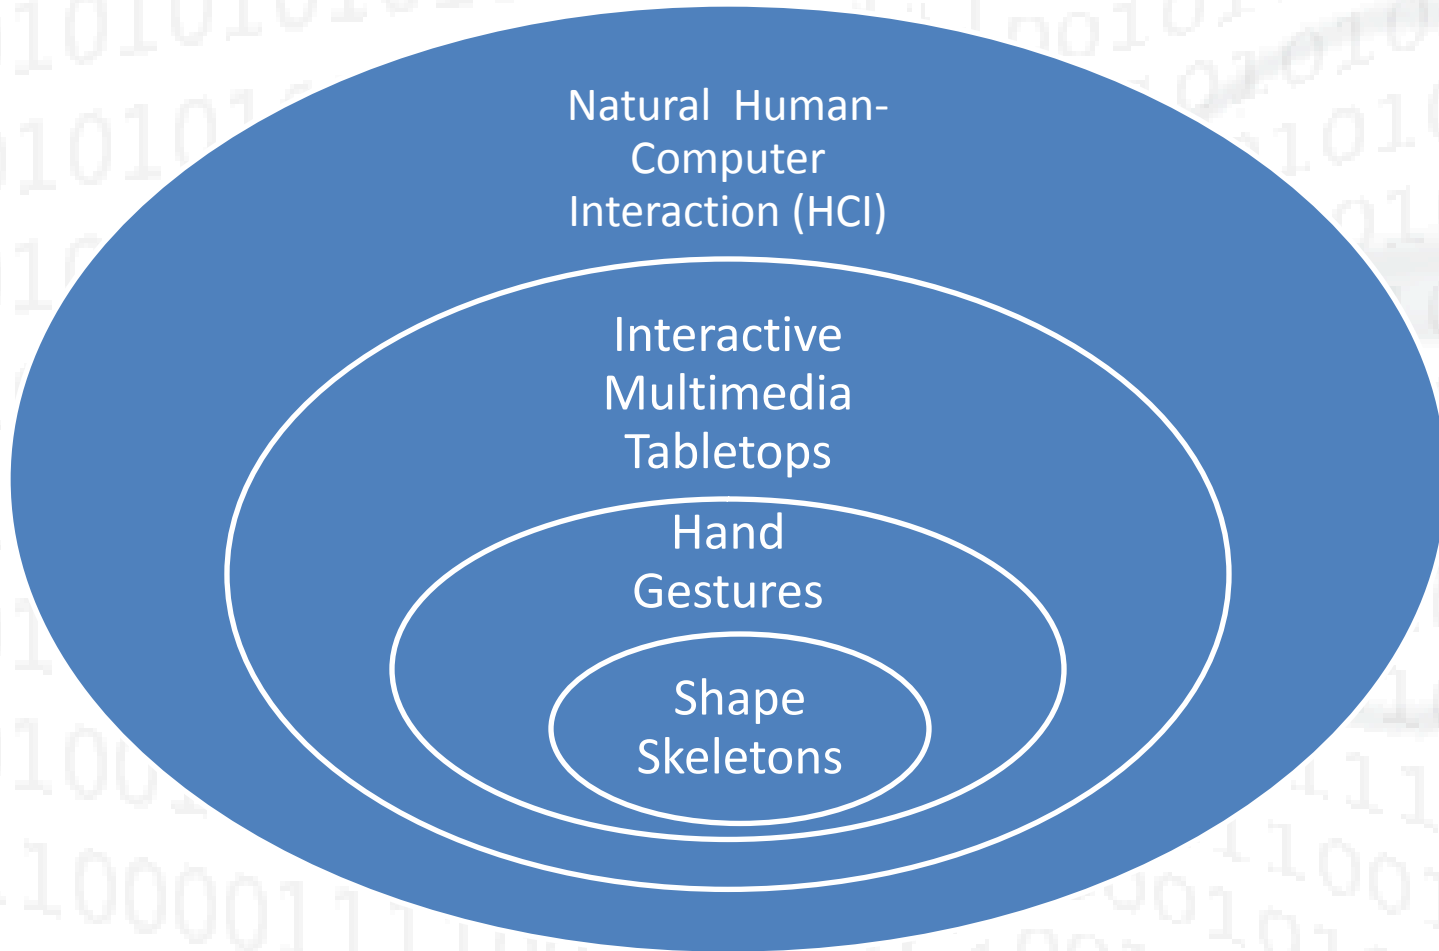 Natural Human-
Computer
Interaction (HCI)
Interactive
Multimedia
Tabletops
Hand
Gestures
Shape
Skeletons